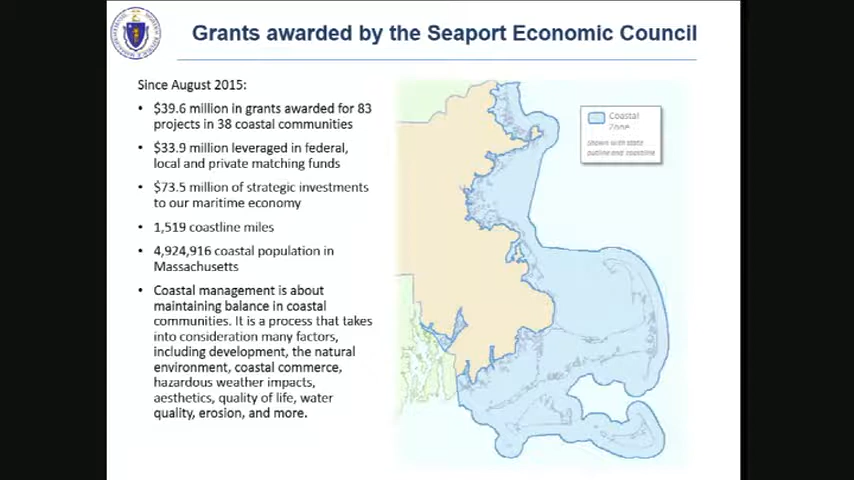 Grants awarded by the Seaport Economic Council
Since August 2015:
• $39.6 million in grants awarded for 83
projects in 38 coastal communities
• $33.9 million leveraged in federal,
local and private matching funds
• $73.5 million of strategic investments
to our maritime economy
• 1,519 coastline miles
• 4,924,916 coastal population in
Massachusetts
• Coastal management is about
maintaining balance in coastal
communities. It is a process that takes
into consideration many factors,
including development, the natural
environment, coastal commerce,
hazardous weather impacts,
aesthetics, quality of life, water
quality, erosion, and more.
Coastal
Zone
Shown with state
outline and coastline